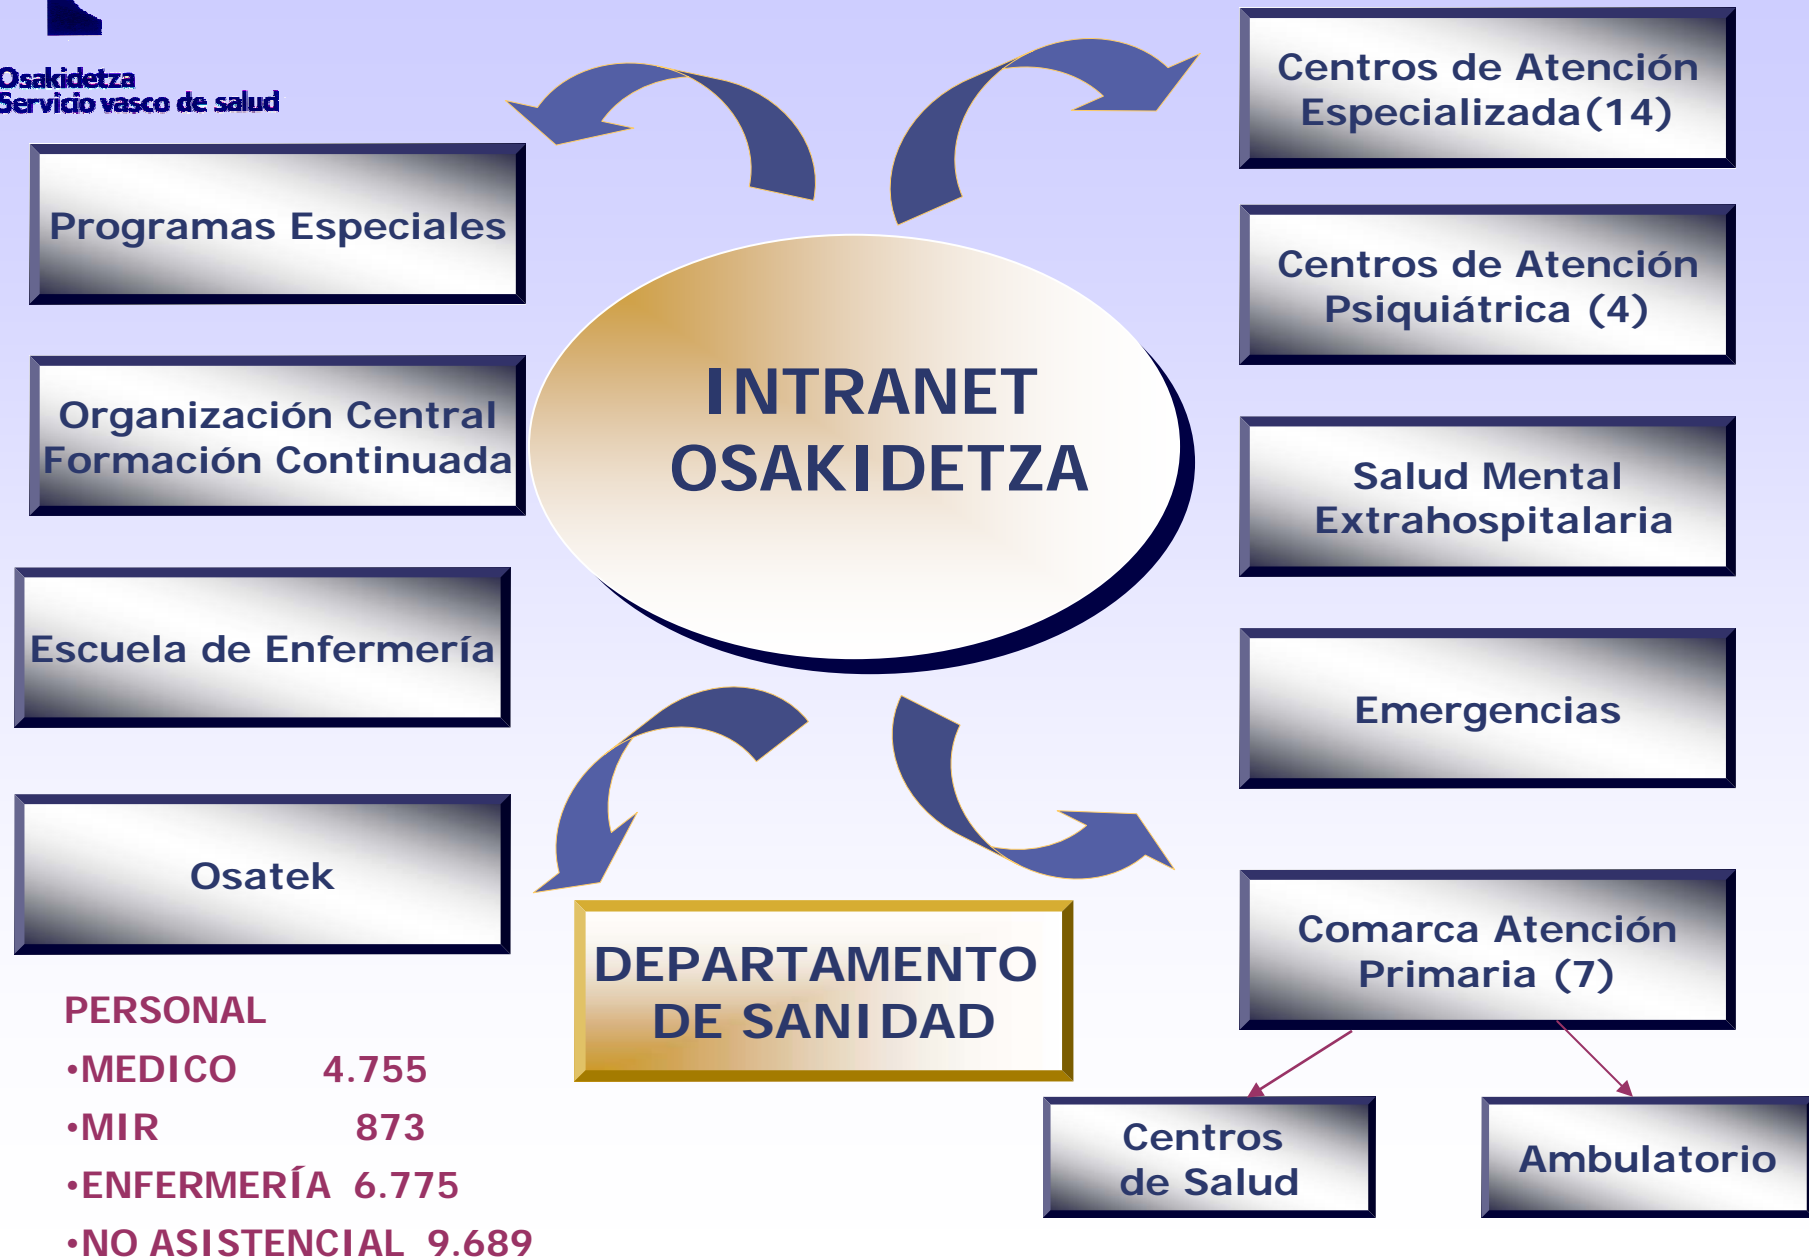 Osakidetza
Servicio vasco de salud
Programas Especiales
Organización Central
Formación Continuada
Escuela de Enfermería
Osatek
INTRANET
OSAKIDETZA
DEPARTAMENTO
DE SANIDAD
Centros de Atención
Especializada(14)
Centros de Atención
Psiquiátrica (4)
Salud Mental
Extrahospitalaria
Emergencias
Comarca Atención
Primaria (7)
Centros
de Salud
Ambulatorio
PERSONAL
•MEDICO 4.755
•MIR 873
•ENFERMERÍA 6.775
•NO ASISTENCIAL 9.689